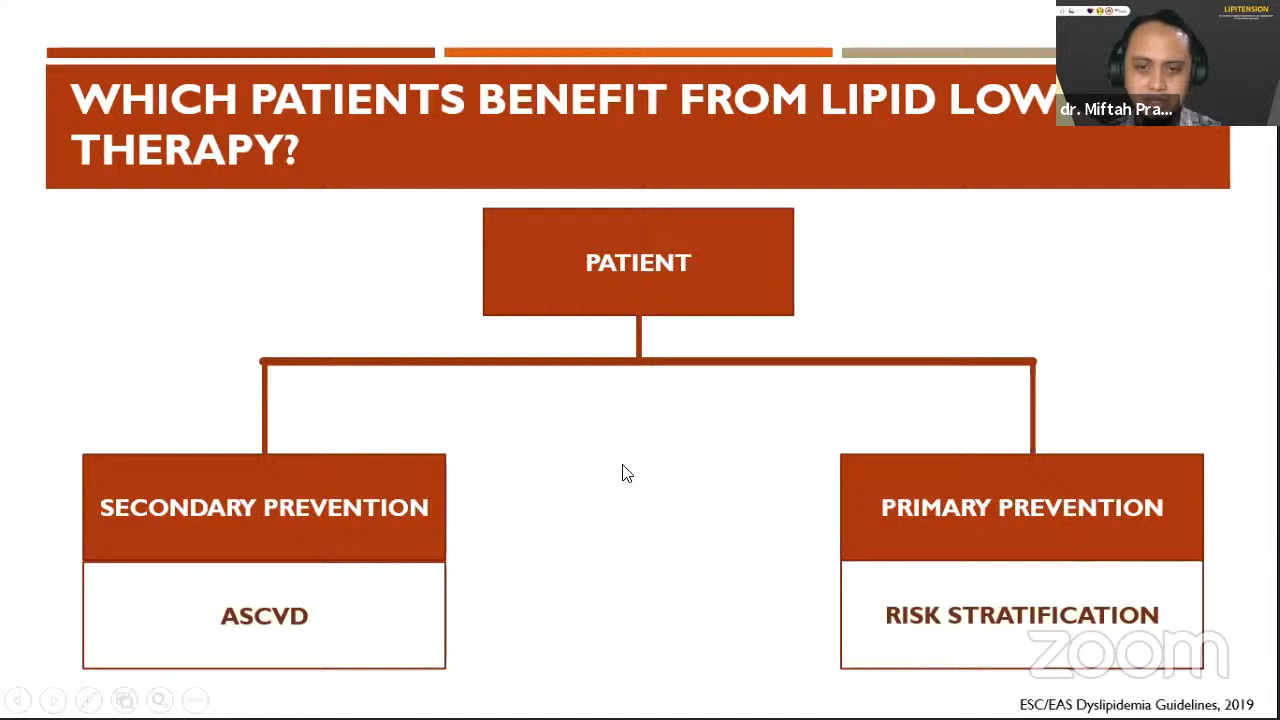 LIPITENSION
dr. Miftah Pra...
WHICH PATIENTS BENEFIT FROM LIPID LOW
THERAPY?
PATIENT
SECONDARY PREVENTION
PRIMARY PREVENTION
ASCVD
RISK STRATIFICATION
zoom
ESC/EAS Dyslipidemia Guidelines, 2019